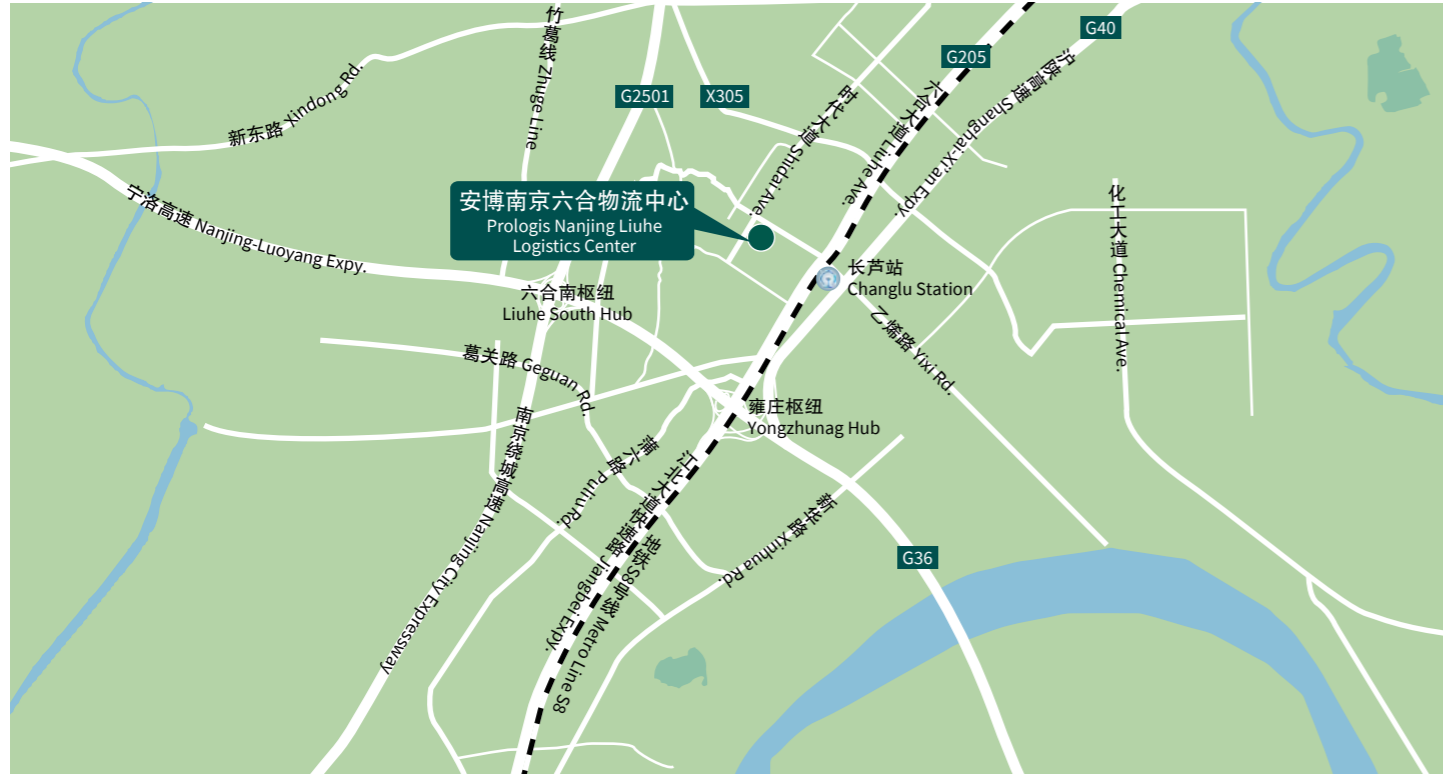 竹葛线 Zhuge Line
G40
G205
沪陕高速 Shanghai-Xi'an Expy.
新东路 Xindong Rd.
G2501
X305
时代大道 Shidai Ave.
六合大道 Liuhe Ave.
安博南京六合物流中心
Prologis Nanjing Liuhe
Logistics Center
宁洛高速 Nanjing-Luoyang Expy.
化工大道 Chemical Ave.
长芦站
Changlu Station
六合南枢纽
Liuhe South Hub
乙烯路 Yixi Rd.
葛关路 Geguan Rd.
雍庄枢纽
Yongzhunag Hub
南京绕城高速 Nanjing City Expressway
蒲六路 Puliu Rd.
江北大道快速路 Jiangbei Expy.
地铁S8号线 Metro Line S8
新华路 Xinhua Rd.
G36